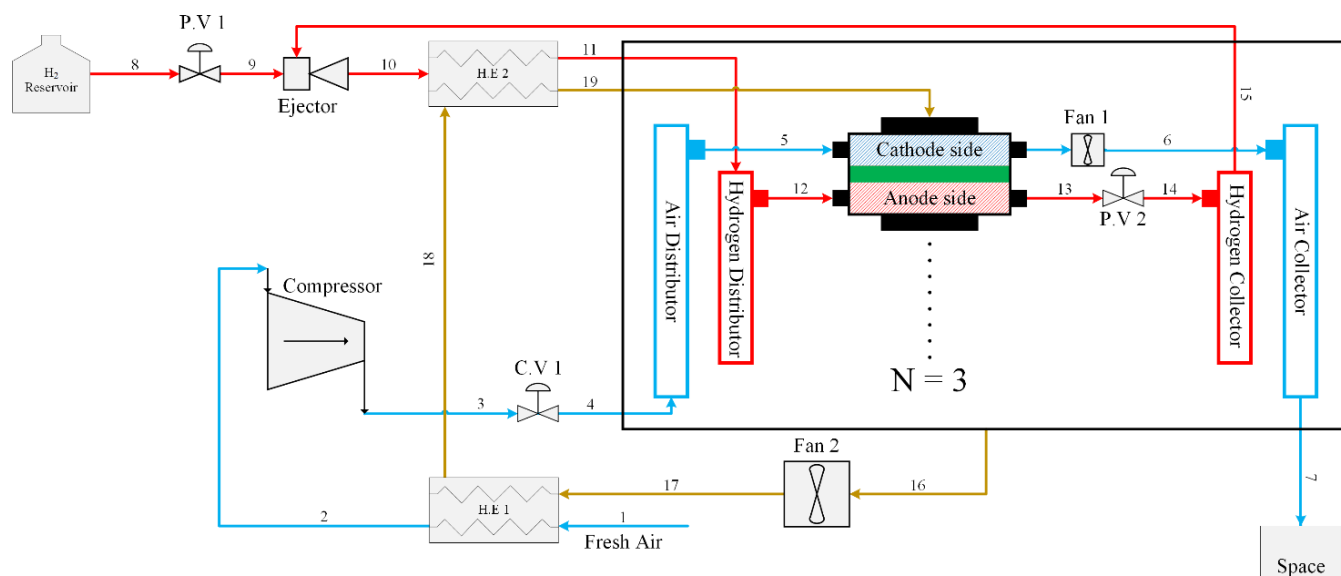 P.V 1
H₂
Reservoir
8
9
Ejector
10
H.E 2
11
19
15
Fan 1
5
Cathode side
6
12
Anode side
13
14
P.V 2
Air Distributor
Hydrogen Distributor
Hydrogen Collector
Air Collector
18
Compressor
N = 3
C.V 1
3
4
Fan 2
17
16
7
2
H.E 1
1
Fresh Air
Space